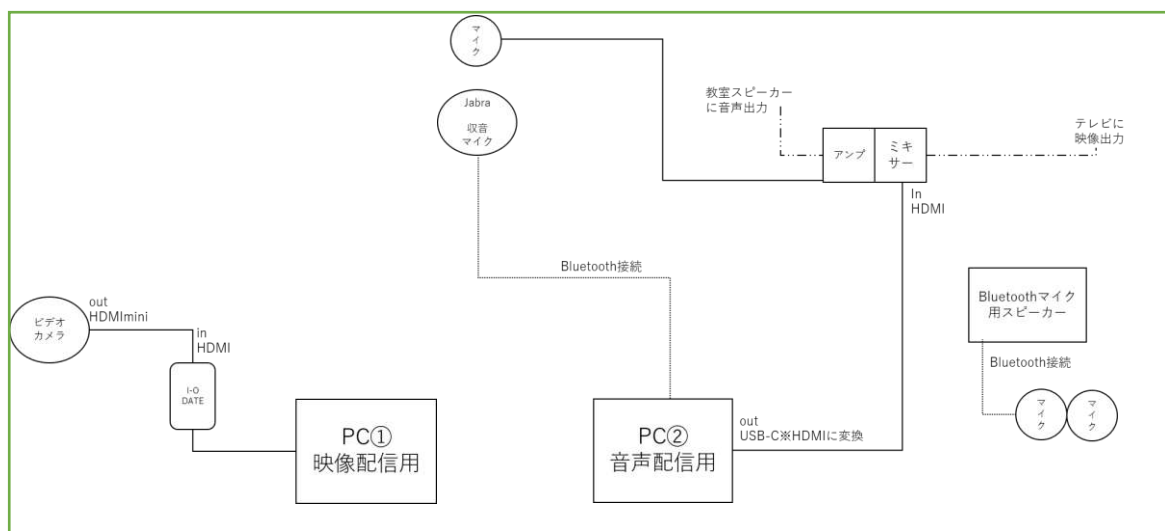 マイク
Jabra
収音
マイク
教室スピーカー
に音声出力
テレビに
映像出力
アンプ
ミキ
サー
In
HDMI
Bluetooth接続
out
HDMImini
ビデオ
カメラ
in
HDMI
I-O
DATE
Bluetoothマイク
用スピーカー
Bluetooth接続
マイク
マイク
PC①
映像配信用
PC②
音声配信用
out
USB-C※HDMIに変換